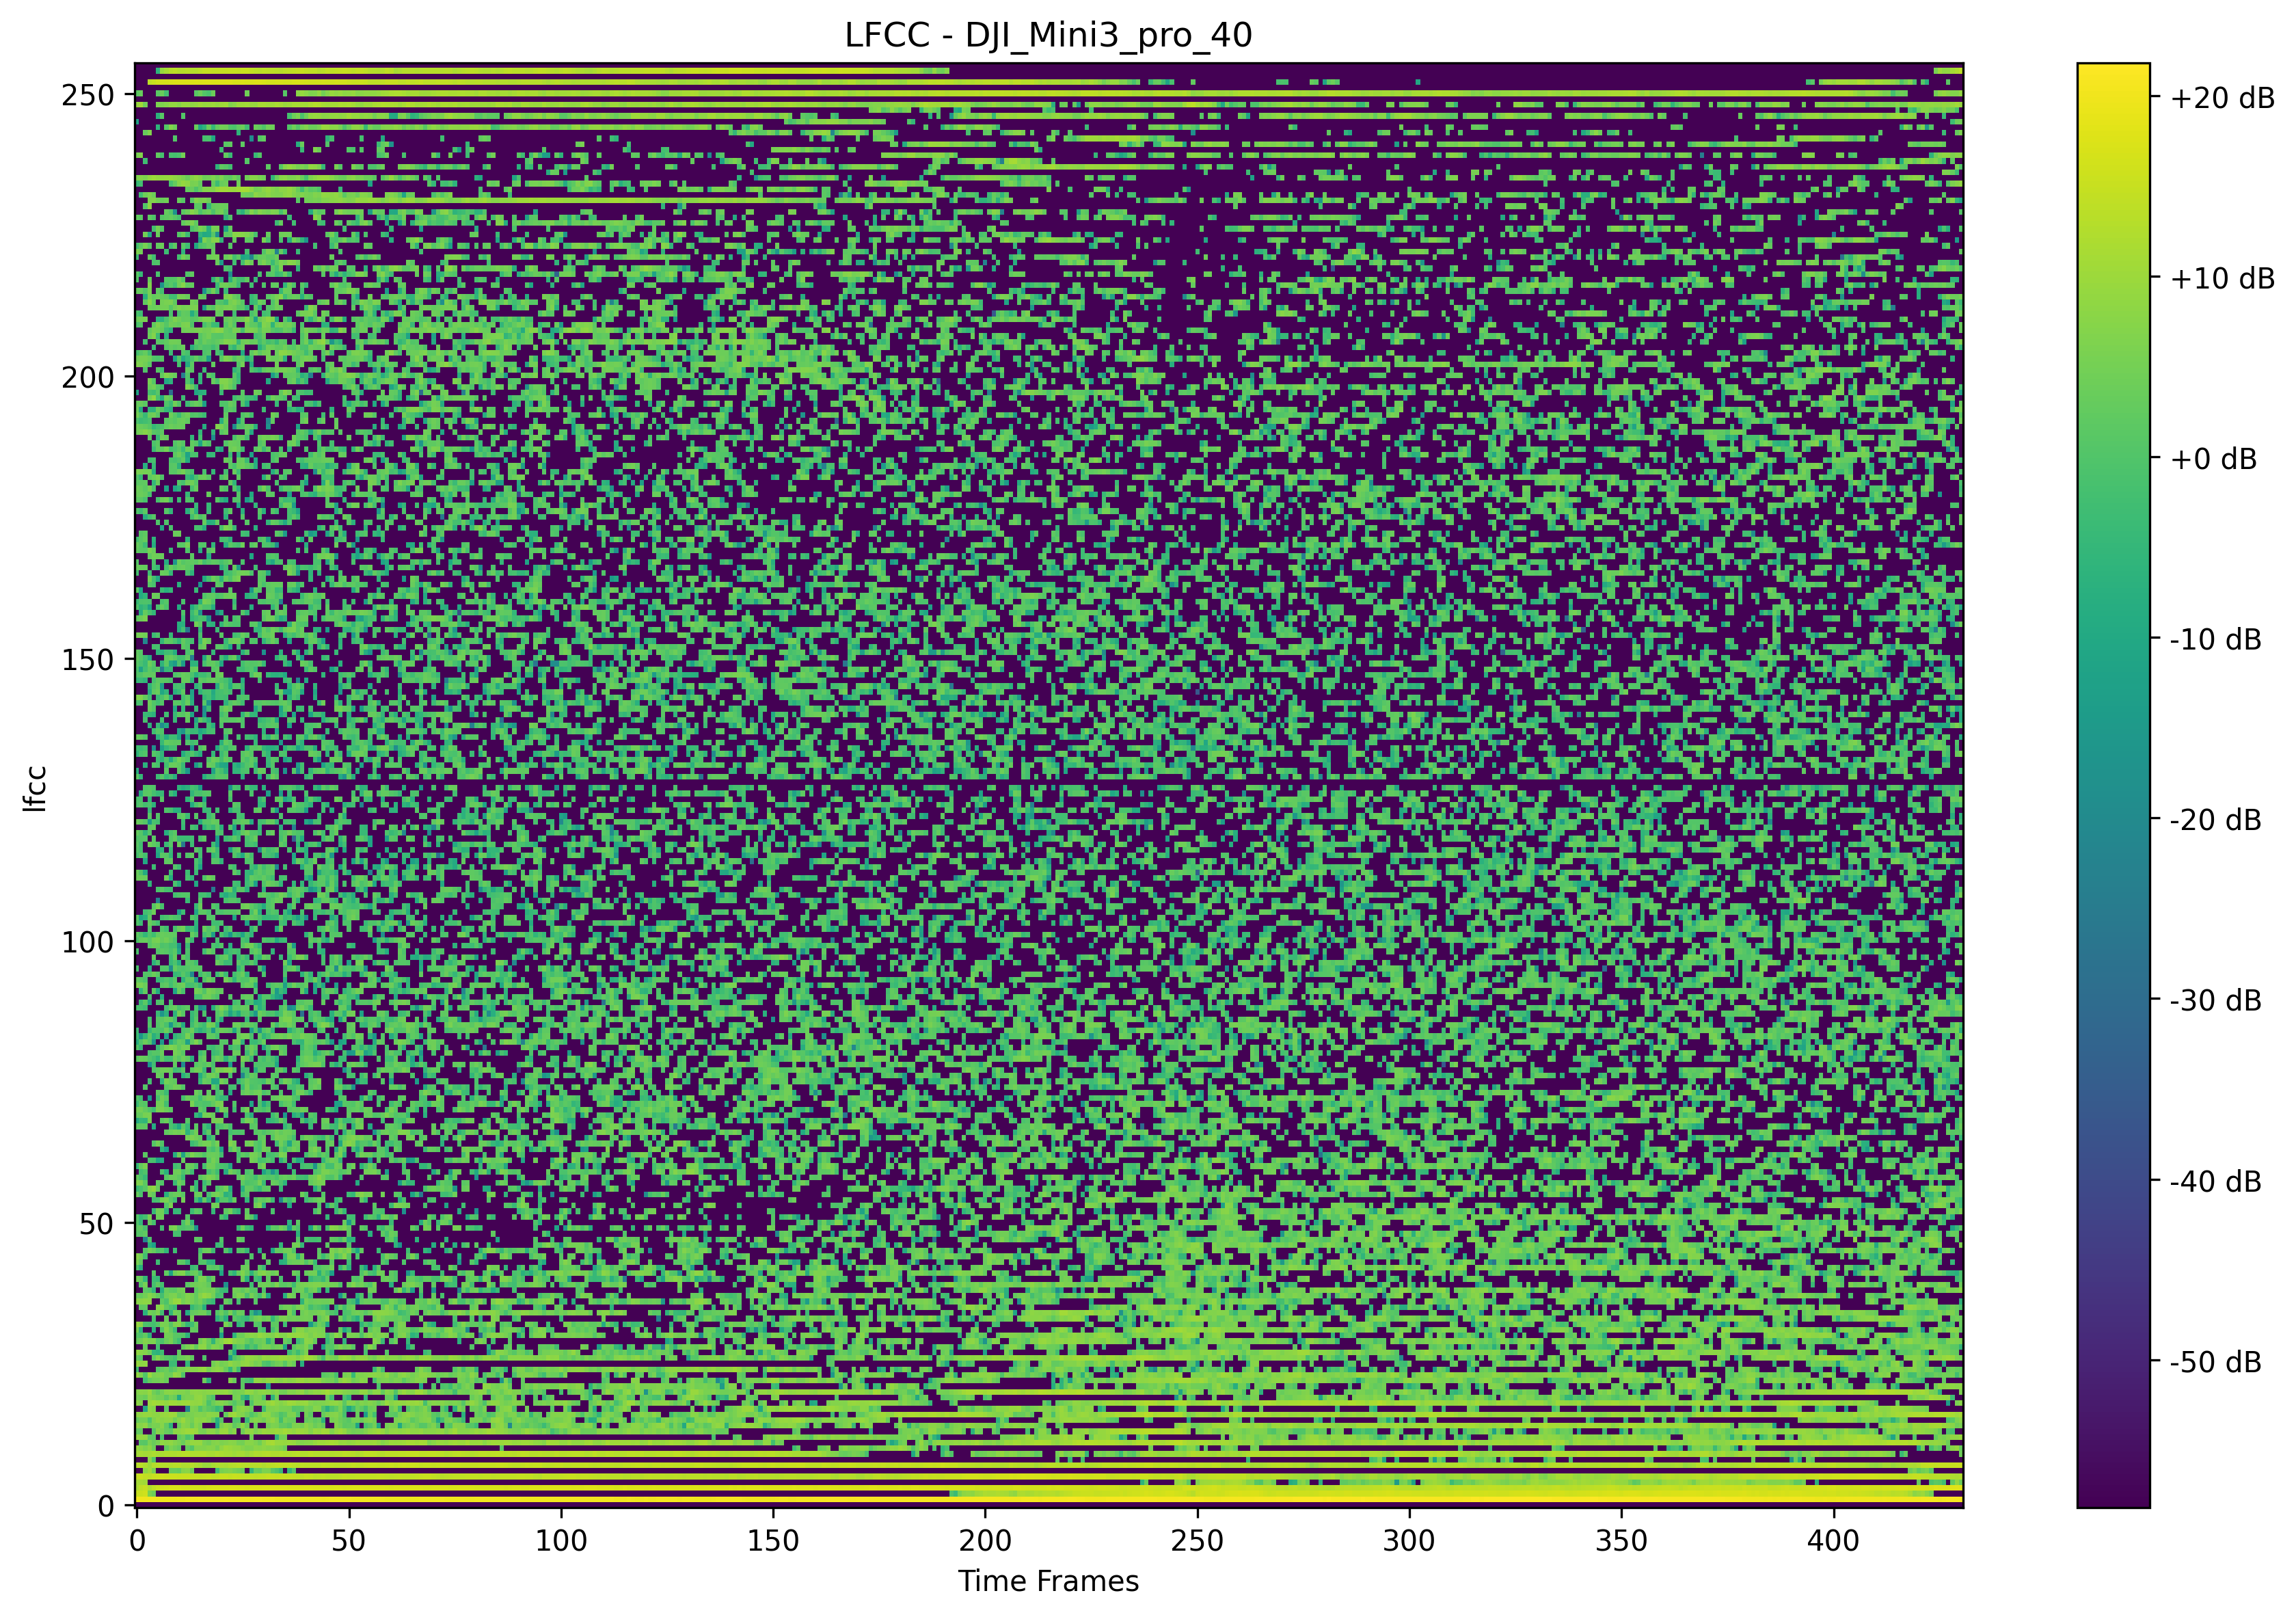 LFCC - DJI_Mini3_pro_40
250
200
150
100
50
0
lfcc
0 50 100 150 200 250 300 350 400
Time Frames
+20 dB
+10 dB
+0 dB
-10 dB
-20 dB
-30 dB
-40 dB
-50 dB